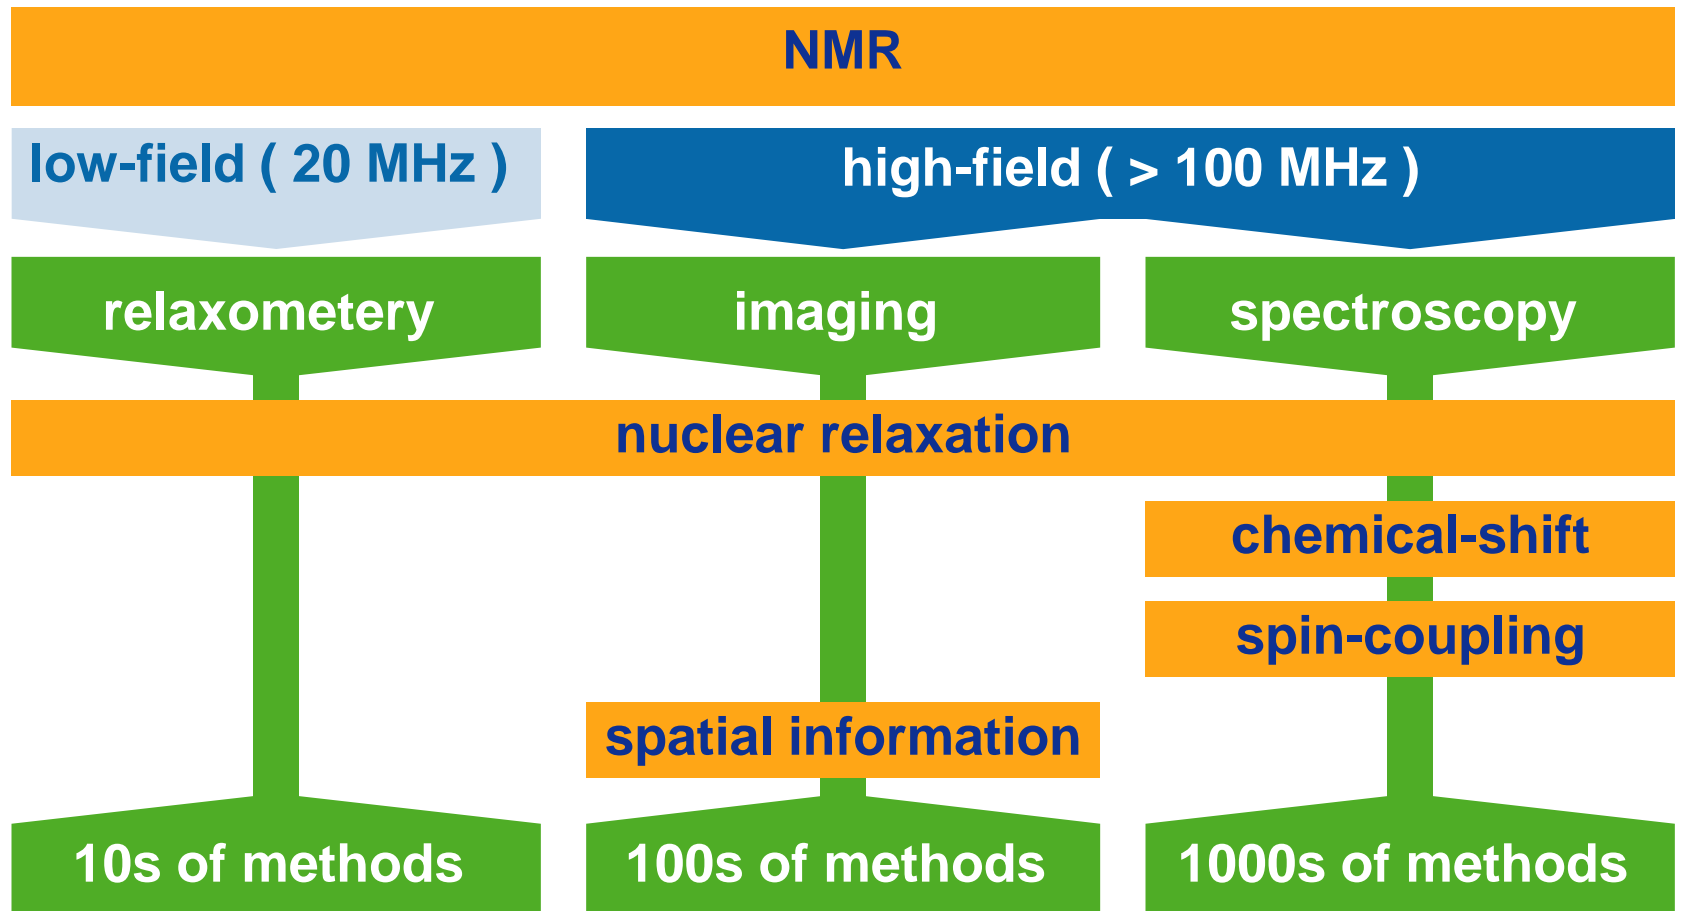 NMR
low-field ( 20 MHz )
high-field ( > 100 MHz )
relaxometery
imaging
spectroscopy
nuclear relaxation
chemical-shift
spin-coupling
spatial information
10s of methods
100s of methods
1000s of methods